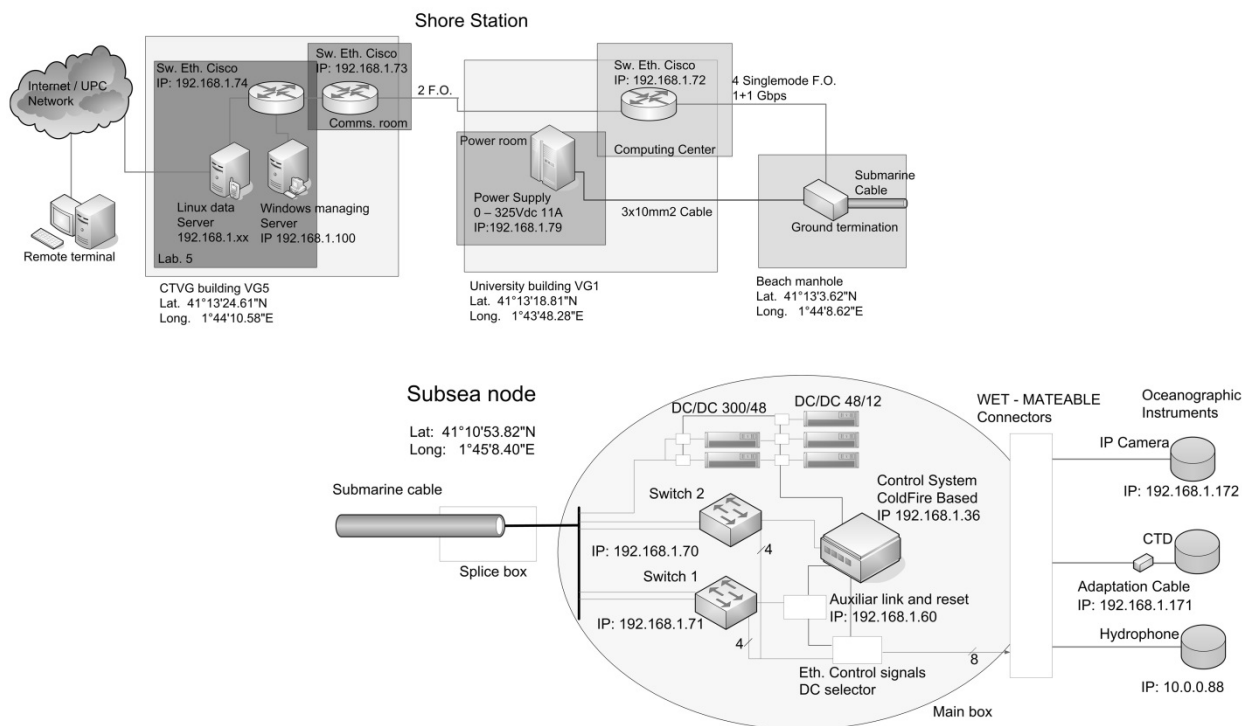 Shore Station
Internet / UPC
Network
Remote terminal
Sw. Eth. Cisco
IP: 192.168.1.74
Sw. Eth. Cisco
IP: 192.168.1.73
Comms. room
Linux data
Server
192.168.1.xx
Windows managing
Server
IP 192.168.1.100
Lab. 5
CTVG building VG5
Lat. 41°13'24.61"N
Long. 1°44'10.58"E
2 F.O.
Sw. Eth. Cisco
IP: 192.168.1.72
Computing Center
Power room
Power Supply
0 – 325Vdc 11A
IP:192.168.1.79
University building VG1
Lat. 41°13'18.81"N
Long. 1°43'48.28"E
4 Singlemode F.O.
1+1 Gbps
3x10mm2 Cable
Submarine
Cable
Ground termination
Beach manhole
Lat. 41°13'3.62"N
Long. 1°44'8.62"E
Subsea node
Lat: 41°10'53.82"N
Long: 1°45'8.40"E
Submarine cable
Splice box
DC/DC 300/48
DC/DC 48/12
Switch 2
IP: 192.168.1.70
4
Switch 1
IP: 192.168.1.71
4
Control System
ColdFire Based
IP 192.168.1.36
Auxiliar link and reset
IP: 192.168.1.60
Eth. Control signals
DC selector
8
Main box
WET - MATEABLE
Connectors
Oceanographic
Instruments
IP Camera
IP: 192.168.1.172
CTD
Adaptation Cable
IP: 192.168.1.171
Hydrophone
IP: 10.0.0.88